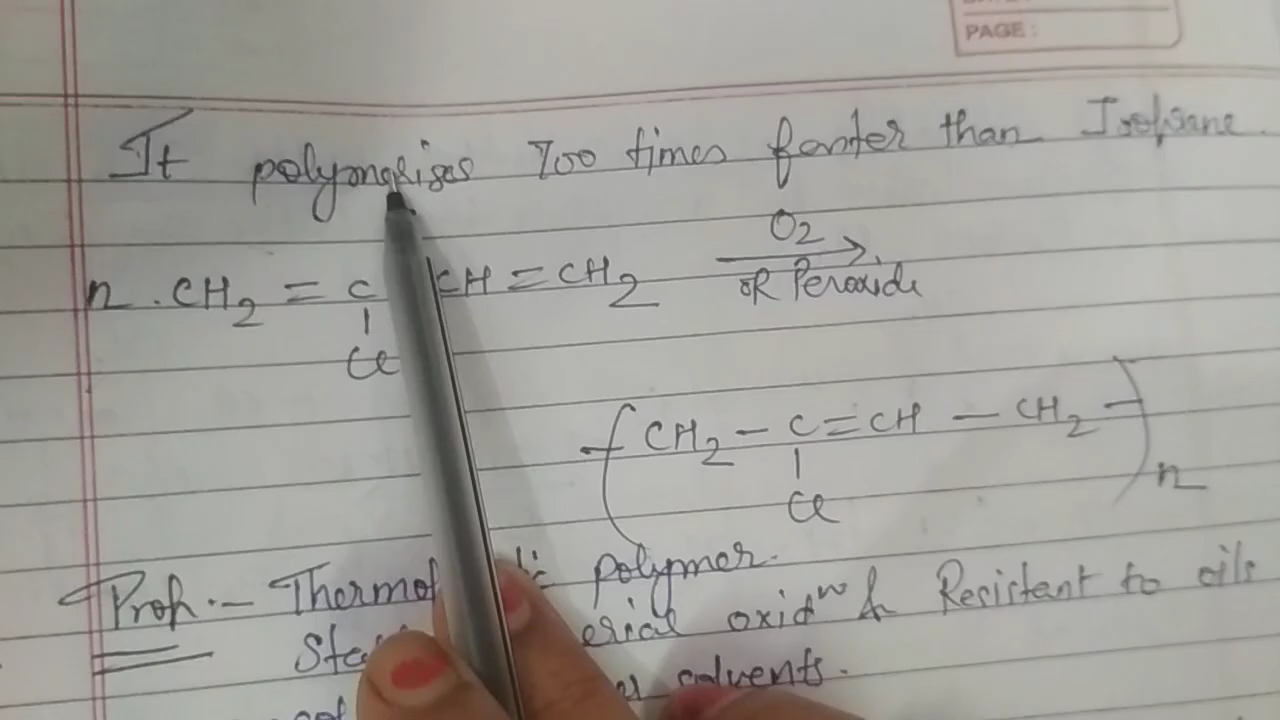 PAGE:
It polymerises 700 times faster than Isoprene.
n. CH2 = C CH = CH2 O2 →
or Peroxide
Cl
( CH2 - C = CH - CH2 )n
Cl
Prop. :- polymer.
oxidn & Resistant to oils
solvents.